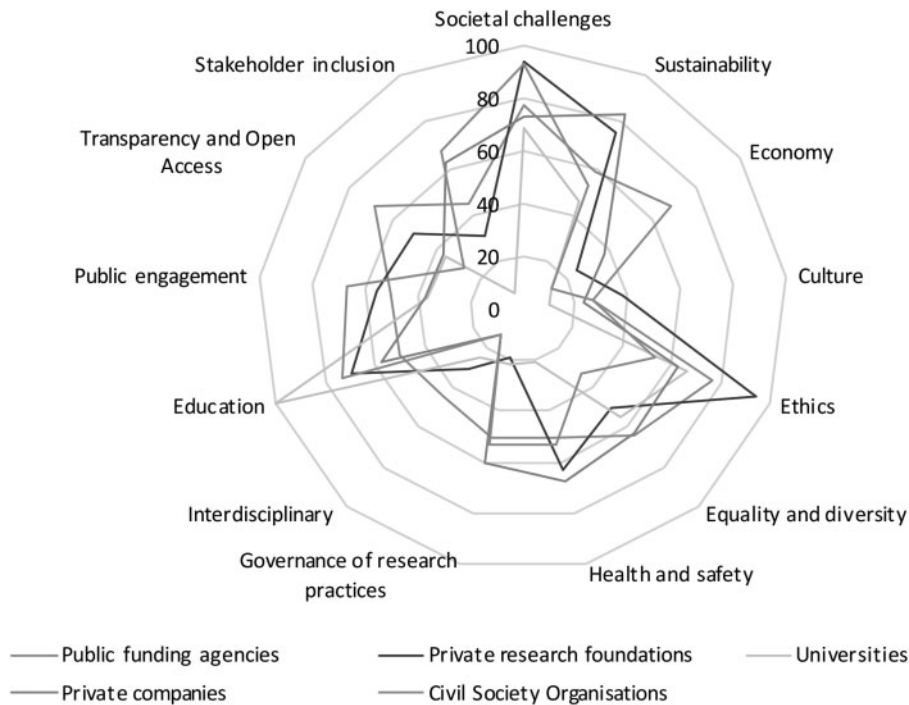 Societal challenges
100
Stakeholder inclusion
Sustainability
80
Transparency and Open
Access
Economy
60
40
20
Public engagement
Culture
0
Education
Ethics
Interdisciplinary
Equality and diversity
Governance of research
practices
Health and safety
Public funding agencies
Private research foundations
Universities
Private companies
Civil Society Organisations